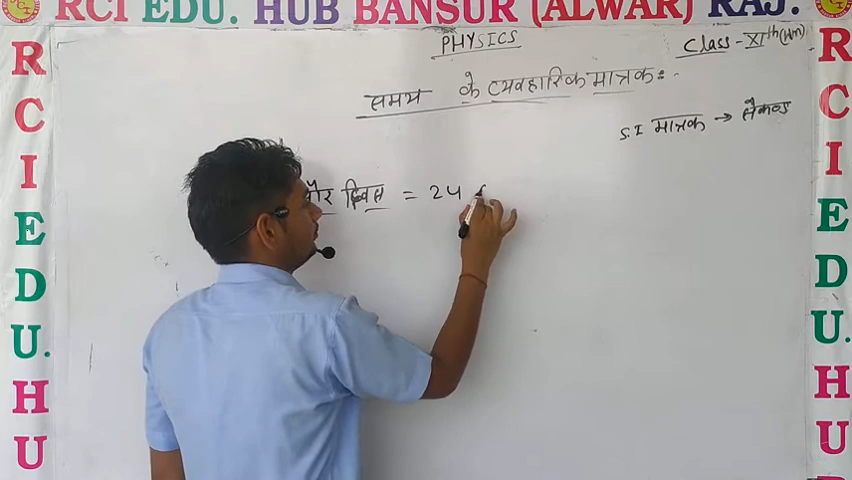 RCI EDU. HUB BANSUR (ALWAR) RAJ.
PHYSICS
Class - XIth (Hm)
समय के व्यवहारिक मात्रक :-
S.I मात्रक → सैकण्ड
दिवस = 24
RCIEDU.HU
RCIEDU.HU